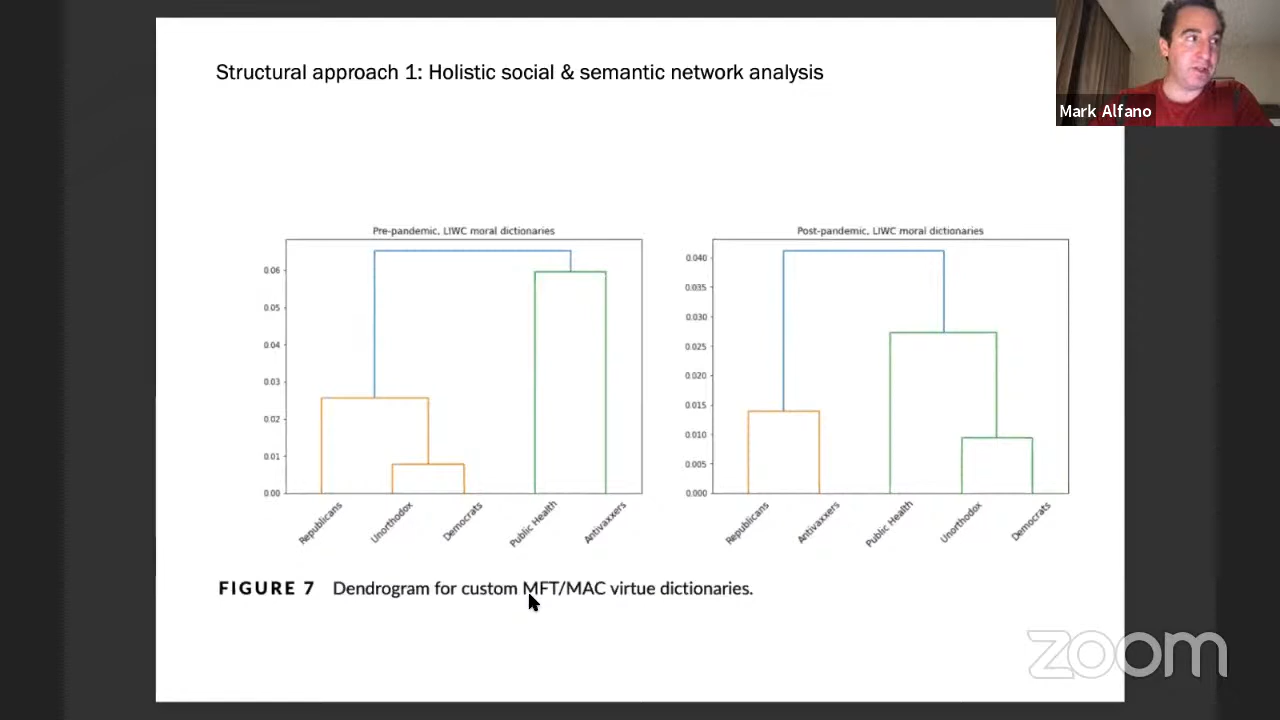 Structural approach 1: Holistic social & semantic network analysis
Mark Alfano
Pre-pandemic, LIWC moral dictionaries
0.06
0.05
0.04
0.03
0.02
0.01
0.00
Republicans
Unorthodox
Democrats
Public Health
Antivaxxers
Post-pandemic, LIWC moral dictionaries
0.040
0.035
0.030
0.025
0.020
0.015
0.010
0.005
0.000
Republicans
Antivaxxers
Public Health
Unorthodox
Democrats
FIGURE 7 Dendrogram for custom MFT/MAC virtue dictionaries.
zoom